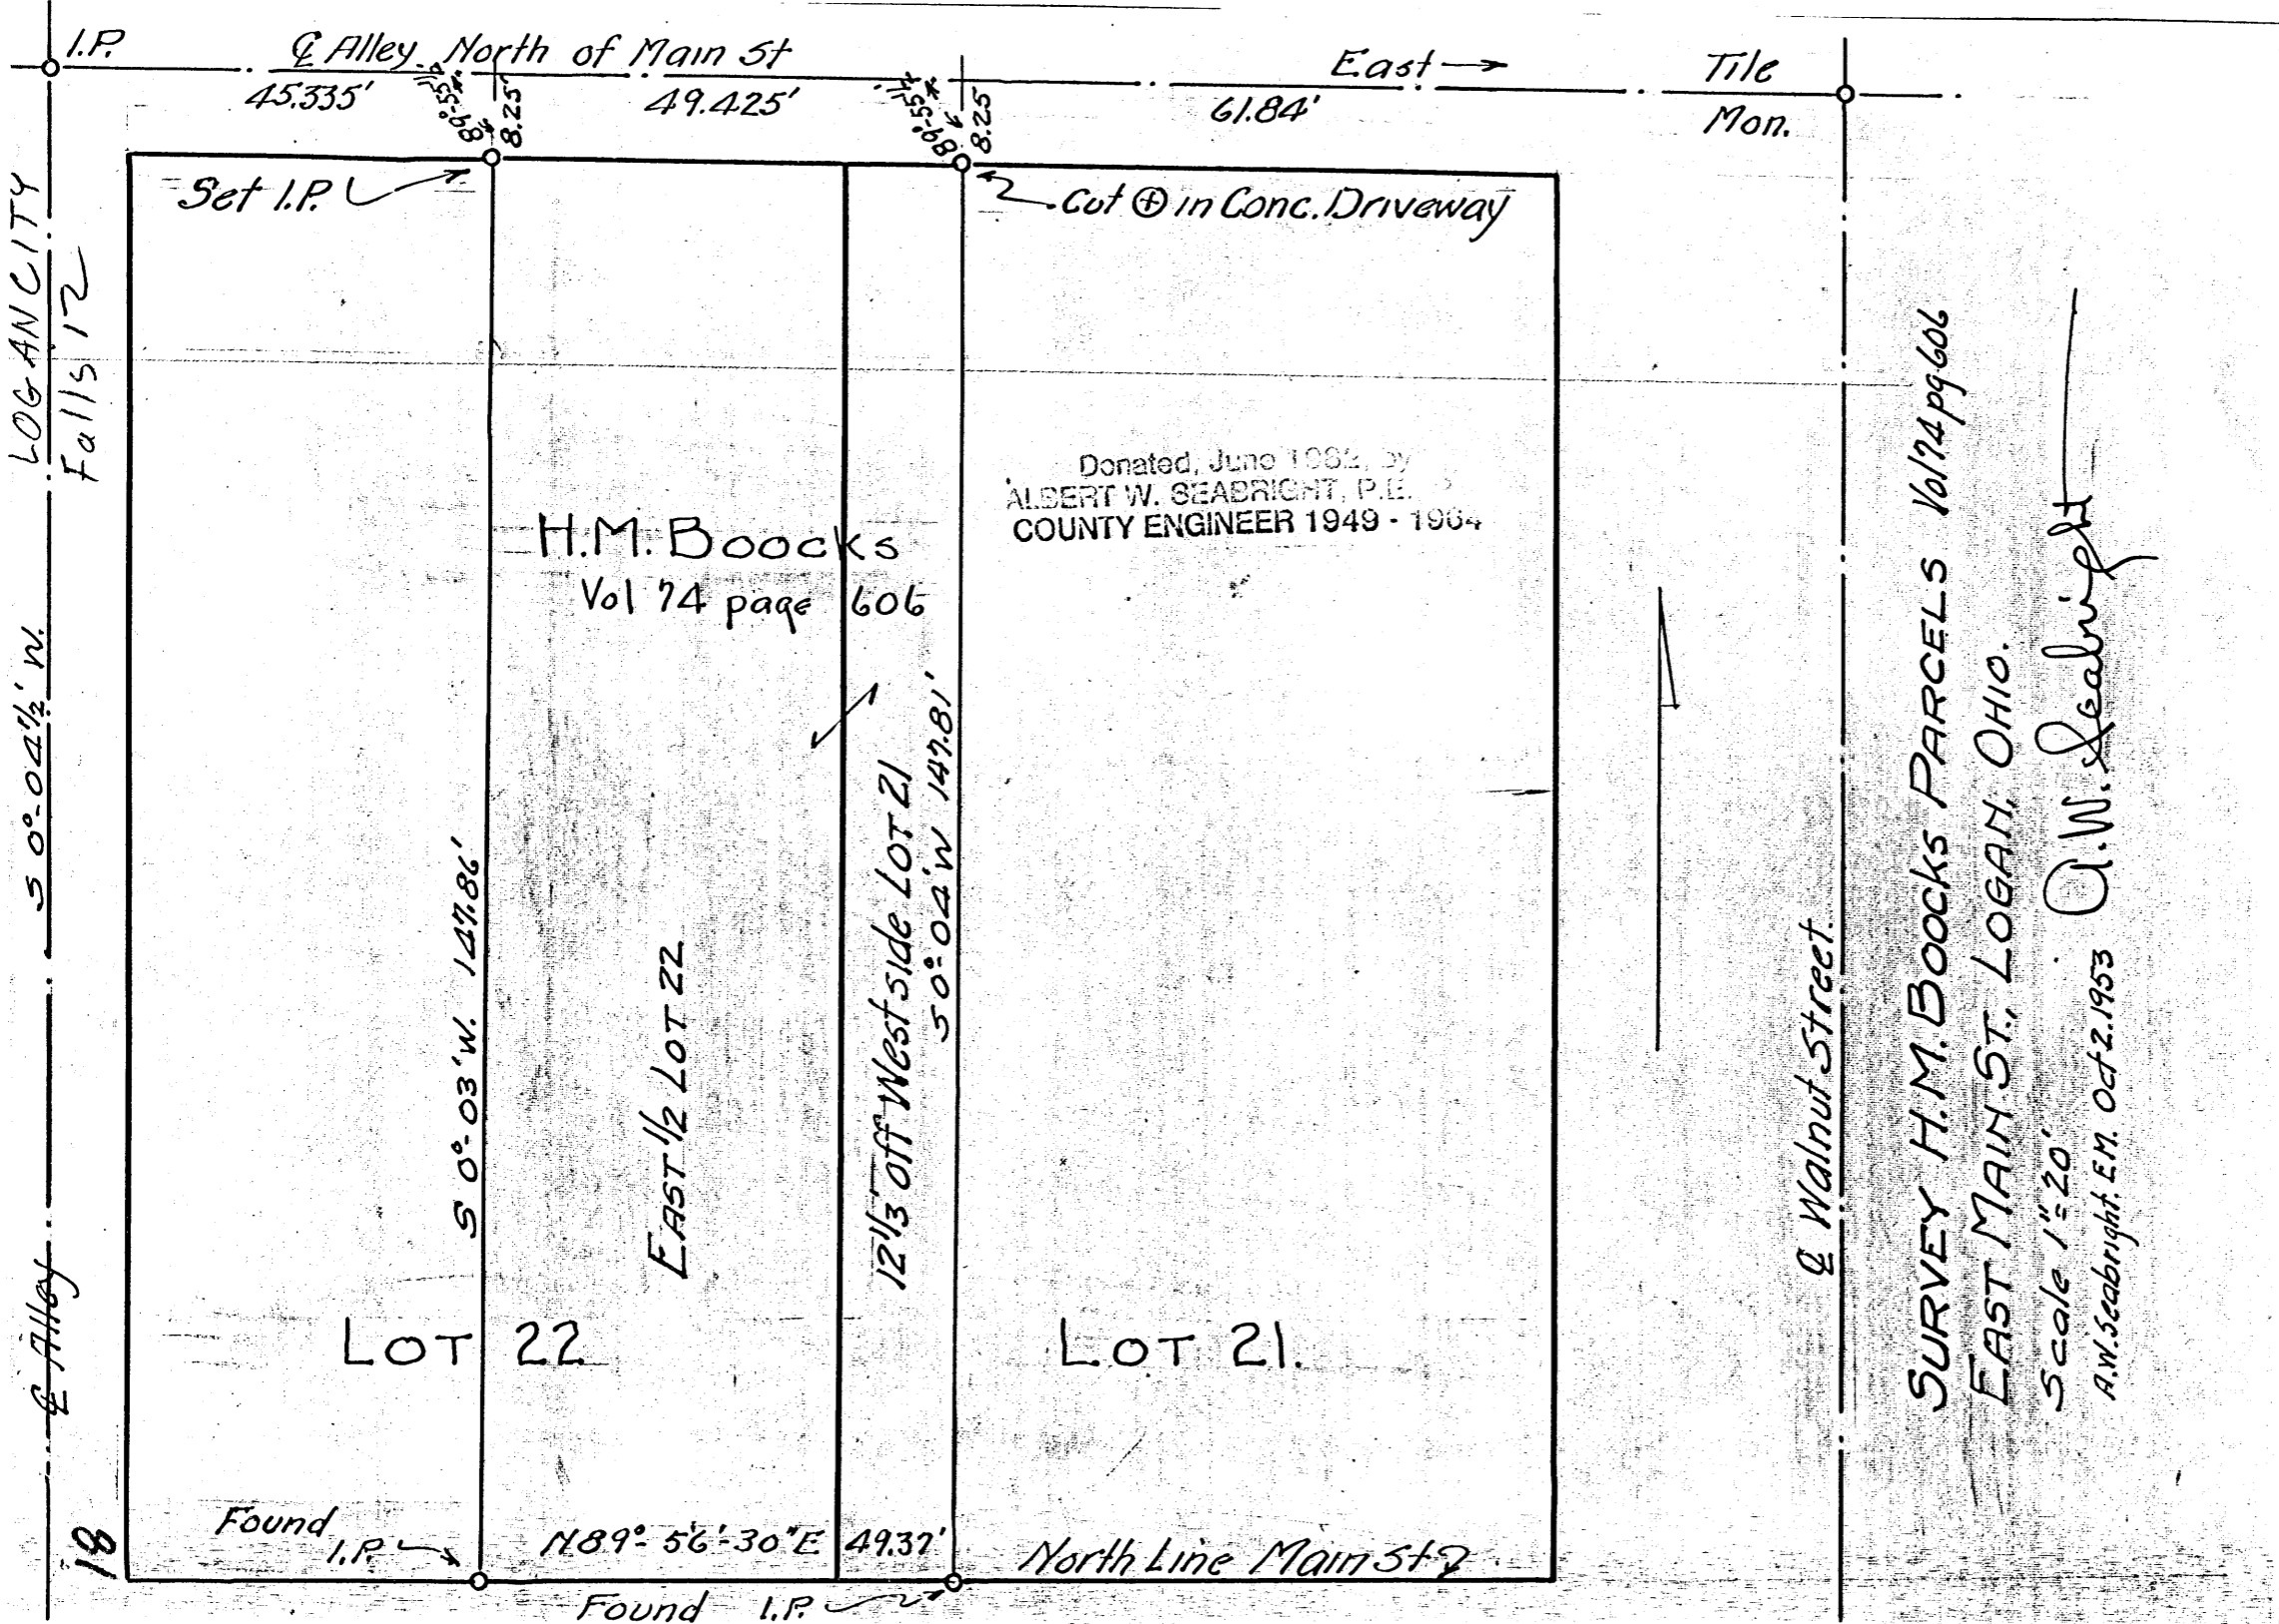 I.P.
℄ Alley North of Main St
East →
Tile
Mon.
45.335'
8.25'
49.425'
8.25'
61.84'
Set I.P.
Cut ⊕ in Conc. Driveway
LOGAN CITY
Falls 12
S 0°-04½' W.
℄ Alley
18
H.M. Boocks
Vol 74 page 606
Donated, June by
ALBERT W. SEABRIGHT, P.E.
COUNTY ENGINEER 1949 - 1964
S 0°-03' W. 147.86'
EAST 1/2 LOT 22
12 1/3 off West side LOT 21
S 0°-04' W 147.81'
LOT 22
LOT 21.
Found
I.P.
N89°-56'-30"E 49.37'
North Line Main St
Found I.P.
℄ Walnut Street
SURVEY H.M. BOOCKS PARCELS Vol 74 pg 606
EAST MAIN ST., LOGAN, OHIO.
Scale 1"=20'
A.W. Seabright
A.W. Seabright. E.M. Oct 2. 1953